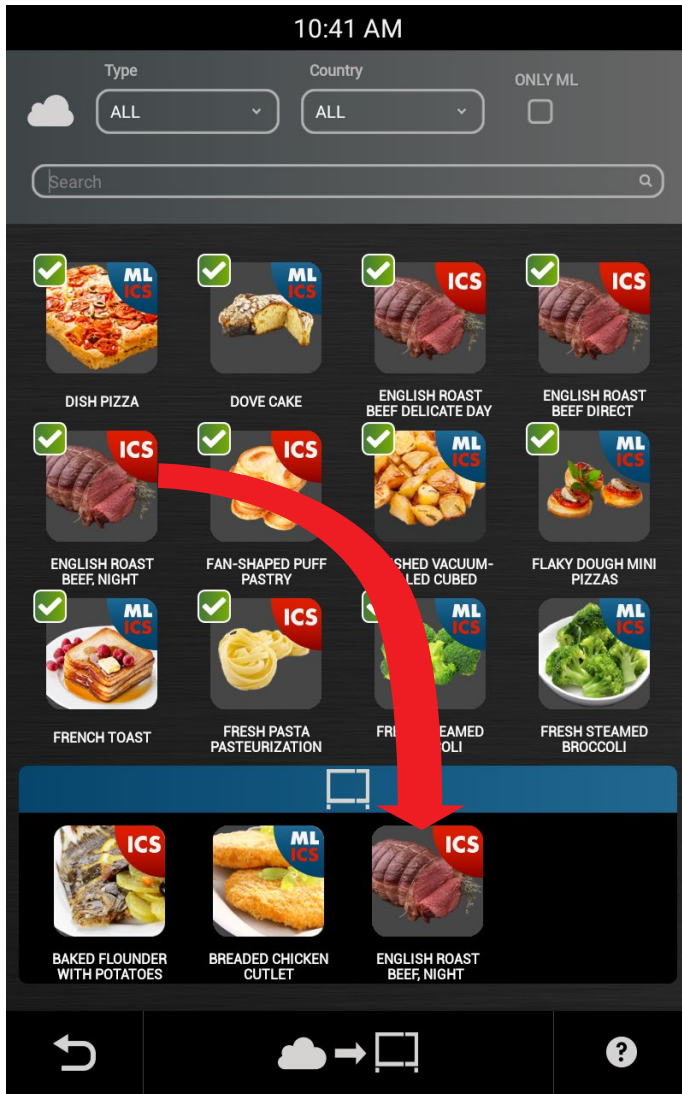 10:41 AM
Type
Country
ONLY ML
ALL
ALL
Search
ML
ICS
ML
ICS
ICS
ICS
DISH PIZZA
DOVE CAKE
ENGLISH ROAST
BEEF DELICATE DAY
ENGLISH ROAST
BEEF DIRECT
ICS
ICS
ML
ICS
ML
ICS
ENGLISH ROAST
BEEF, NIGHT
FAN-SHAPED PUFF
PASTRY
VACUUM-
CUBED
FLAKY DOUGH MINI
PIZZAS
ML
ICS
ICS
ML
ICS
ML
ICS
FRENCH TOAST
FRESH PASTA
PASTEURIZATION
FRESH STEAMED
BROCCOLI
ICS
ML
ICS
ICS
BAKED FLOUNDER
WITH POTATOES
BREADED CHICKEN
CUTLET
ENGLISH ROAST
BEEF, NIGHT
?